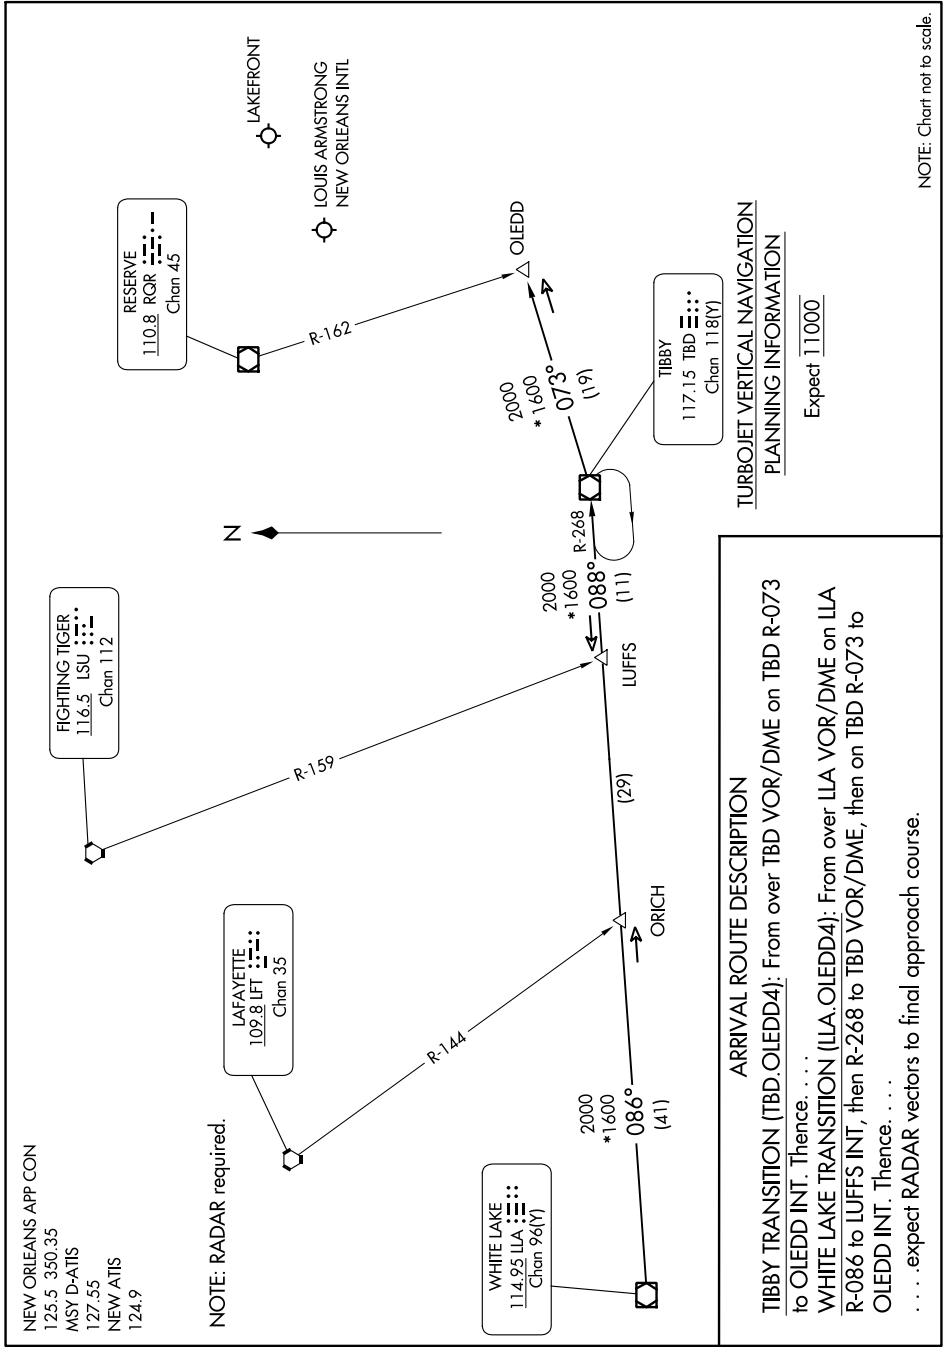 NEW ORLEANS APP CON
125.5 350.35
MSY D-ATIS
127.55
NEW ATIS
124.9
NOTE: RADAR required.
FIGHTING TIGER
116.5 LSU
Chan 112
LAFAYETTE
109.8 LFT
Chan 35
WHITE LAKE
114.95 LLA
Chan 96(Y)
RESERVE
110.8 RQR
Chan 45
LAKEFRONT
LOUIS ARMSTRONG
NEW ORLEANS INTL
N
R-162
R-159
R-144
OLEDD
2000
*1600
073°
(19)
TIBBY
117.15 TBD
Chan 118(Y)
R-268
2000
*1600
088°
(11)
LUFFS
(29)
ORICH
2000
*1600
086°
(41)
TURBOJET VERTICAL NAVIGATION
PLANNING INFORMATION
Expect 11000
NOTE: Chart not to scale.
ARRIVAL ROUTE DESCRIPTION
TIBBY TRANSITION (TBD.OLEDD4): From over TBD VOR/DME on TBD R-073
to OLEDD INT. Thence. . . .
WHITE LAKE TRANSITION (LLA.OLEDD4): From over LLA VOR/DME on LLA
R-086 to LUFFS INT, then R-268 to TBD VOR/DME, then on TBD R-073 to
OLEDD INT. Thence. . . .
. . . .expect RADAR vectors to final approach course.